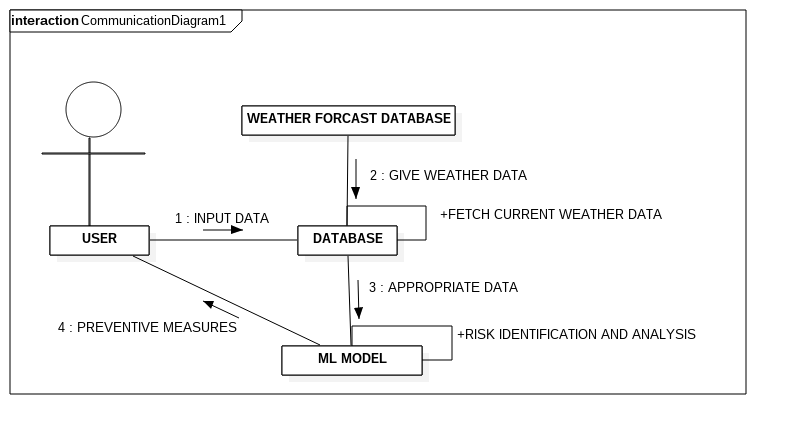 interaction CommunicationDiagram1
WEATHER FORCAST DATABASE
2 : GIVE WEATHER DATA
1 : INPUT DATA
+FETCH CURRENT WEATHER DATA
USER
DATABASE
3 : APPROPRIATE DATA
4 : PREVENTIVE MEASURES
+RISK IDENTIFICATION AND ANALYSIS
ML MODEL